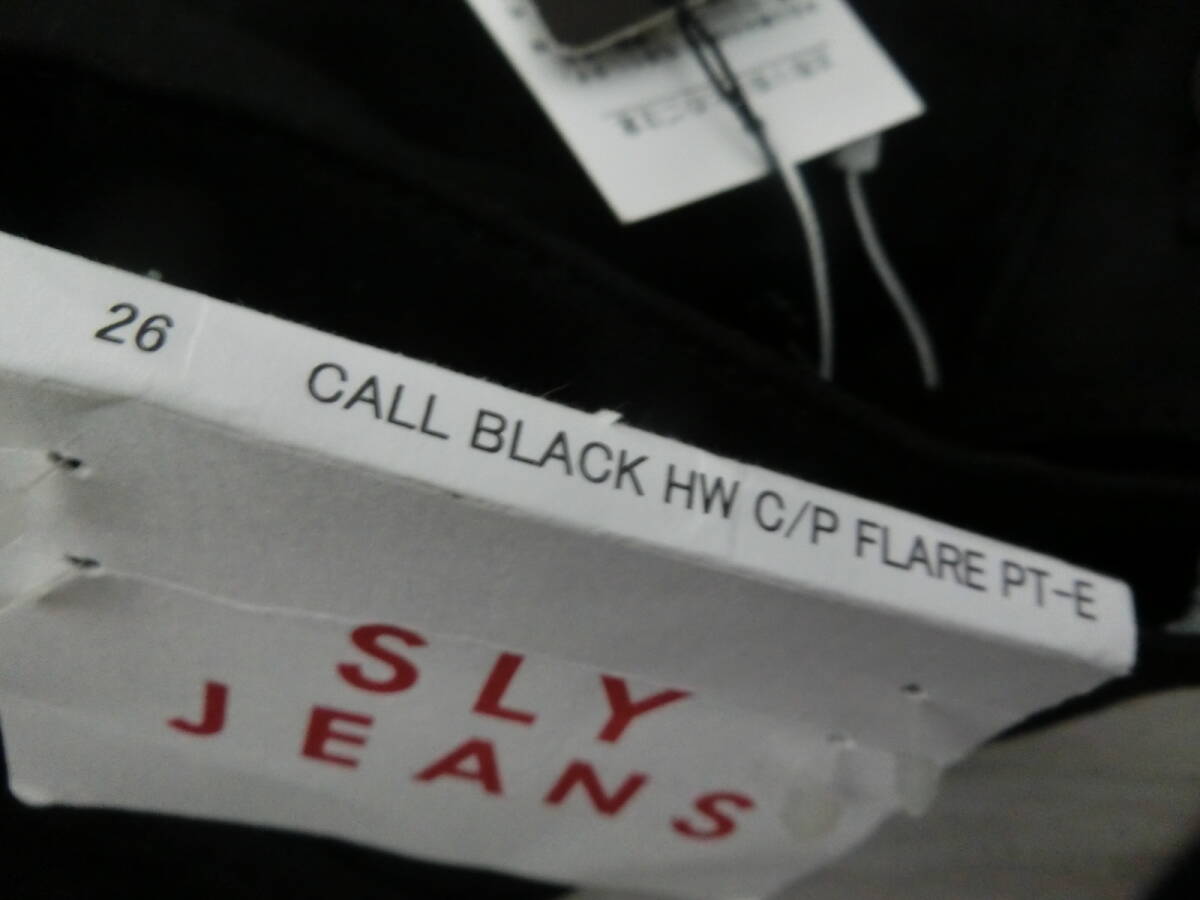 26 CALL BLACK HW C/P FLARE PT-E
SLY
JEANS